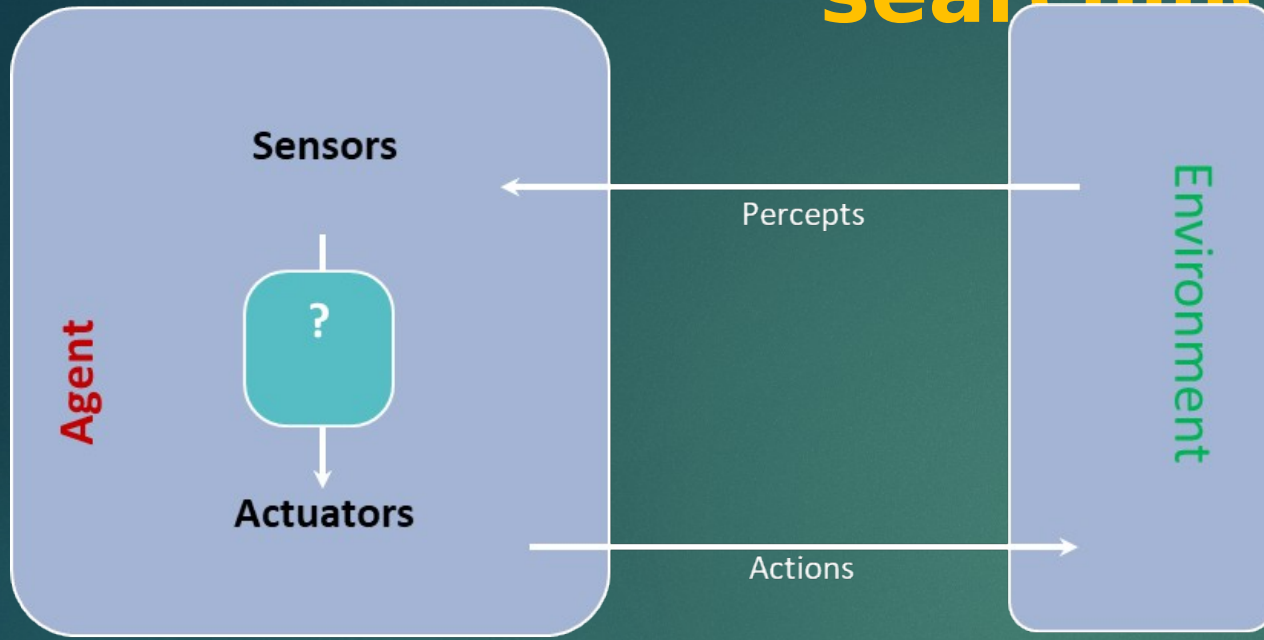 Sensors
Percepts
?
Agent
Environment
Actuators
Actions